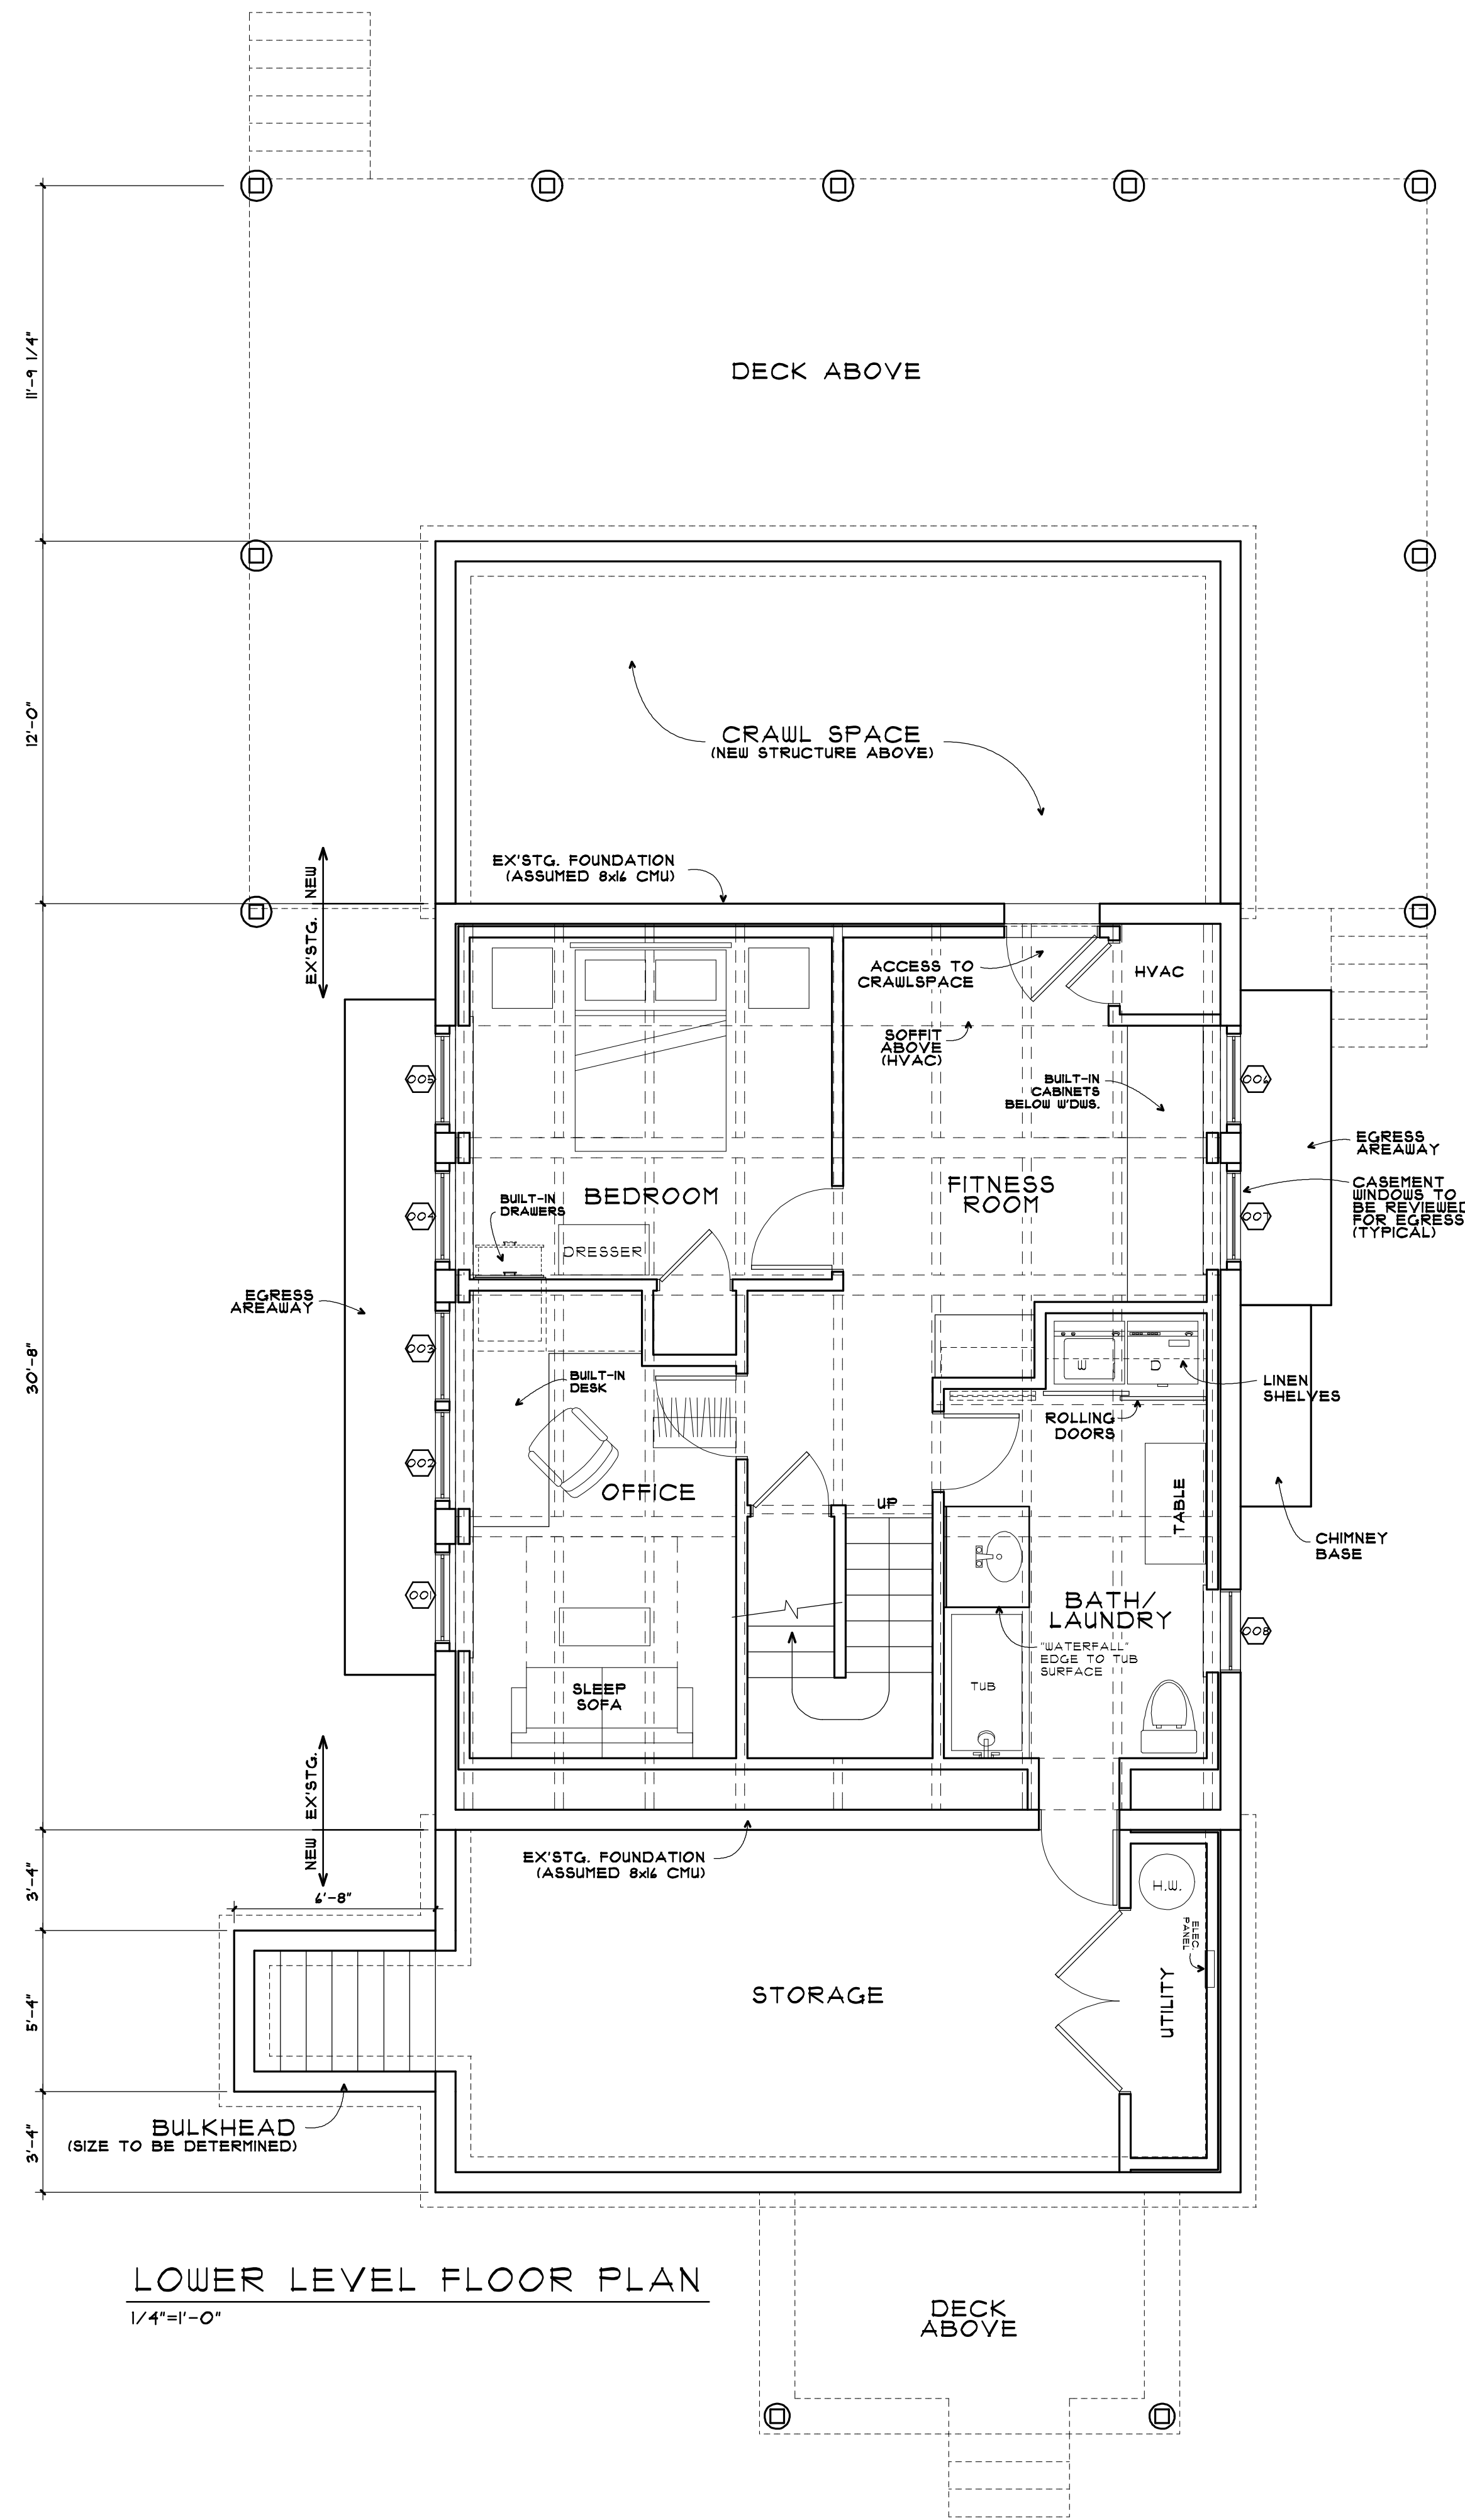 11'-9 1/4"
DECK ABOVE
12'-0"
CRAWL SPACE
(NEW STRUCTURE ABOVE)
EX'STG. FOUNDATION
(ASSUMED 8x16 CMU)
NEW
EX'STG.
ACCESS TO
CRAWLSPACE
HVAC
SOFFIT
ABOVE
(HVAC)
BUILT-IN
CABINETS
BELOW W'DWS.
005
006
EGRESS
AREAWAY
CASEMENT
WINDOWS TO
BE REVIEWED
FOR EGRESS
(TYPICAL)
BEDROOM
FITNESS
ROOM
BUILT-IN
DRAWERS
004
007
DRESSER
EGRESS
AREAWAY
30'-8"
003
BUILT-IN
DESK
W
D
LINEN
SHELVES
ROLLING
DOORS
002
OFFICE
UP
TABLE
CHIMNEY
BASE
001
BATH/
LAUNDRY
008
"WATERFALL"
EDGE TO TUB
SURFACE
TUB
SLEEP
SOFA
EX'STG.
NEW
EX'STG. FOUNDATION
(ASSUMED 8x16 CMU)
3'-4"
6'-8"
H.W.
ELEC.
PANEL
STORAGE
UTILITY
5'-4"
BULKHEAD
(SIZE TO BE DETERMINED)
3'-4"
LOWER LEVEL FLOOR PLAN
1/4"=1'-0"
DECK
ABOVE